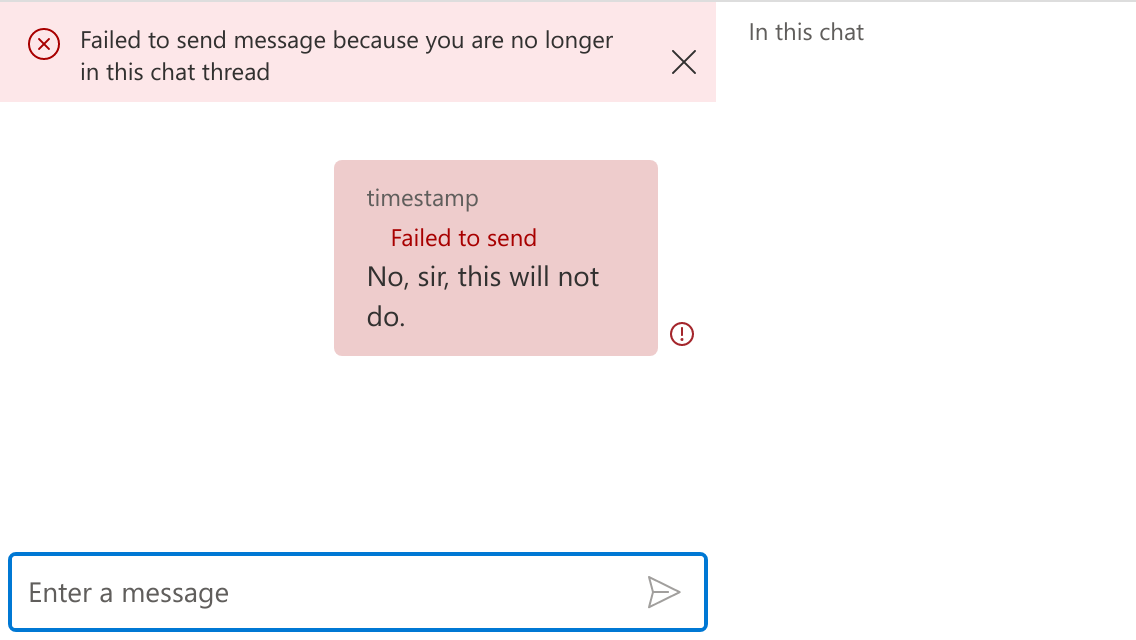 Failed to send message because you are no longer
in this chat thread
In this chat
timestamp
Failed to send
No, sir, this will not
do.
Enter a message